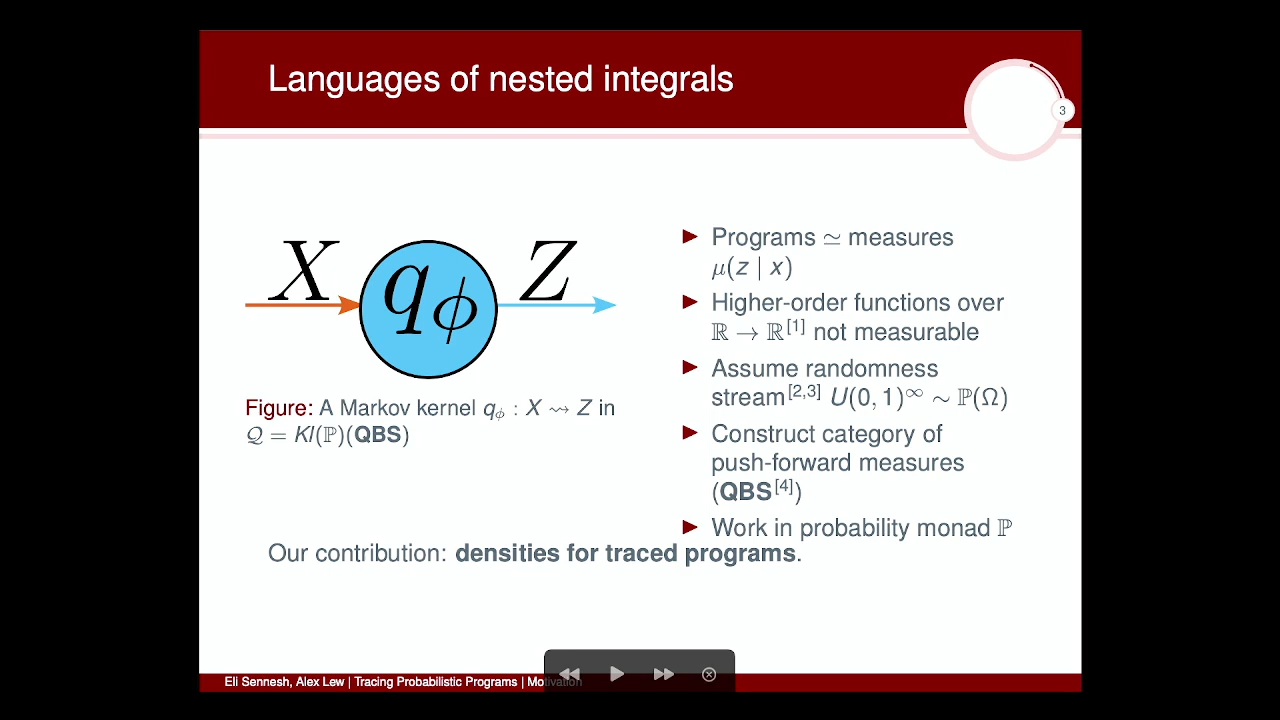 Languages of nested integrals
3
X
qϕ
Z
Figure: A Markov kernel qϕ : X ⇝ Z in
𝒬 = Kl(ℙ)(QBS)
Programs ≃ measures
μ(z | x)
Higher-order functions over
ℝ → ℝ[1] not measurable
Assume randomness
stream[2,3] U(0, 1)∞ ∼ ℙ(Ω)
Construct category of
push-forward measures
(QBS[4])
Work in probability monad ℙ
Our contribution: densities for traced programs.
Eli Sennesh, Alex Lew | Tracing Probabilistic Programs | Motivation